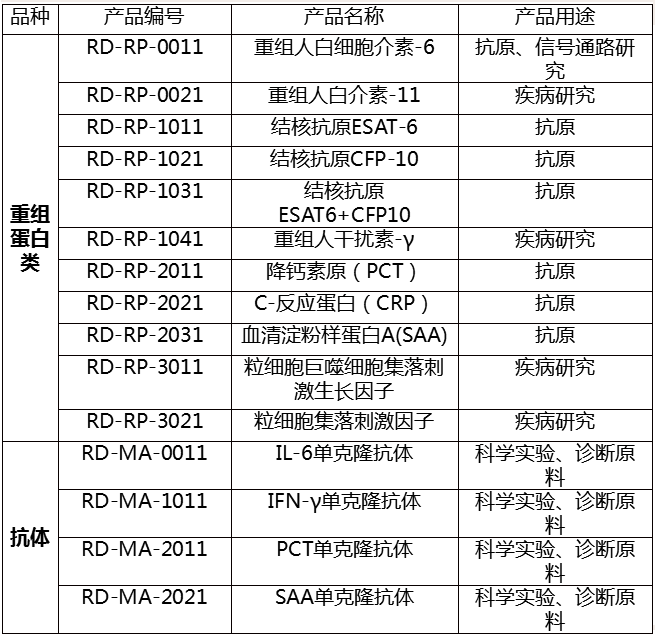 品种 产品编号 产品名称 产品用途
重组
蛋白
类
RD-RP-0011 重组人白细胞介素-6 抗原、信号通路研
究
RD-RP-0021 重组人白介素-11 疾病研究
RD-RP-1011 结核抗原ESAT-6 抗原
RD-RP-1021 结核抗原CFP-10 抗原
RD-RP-1031 结核抗原 抗原
ESAT6+CFP10
RD-RP-1041 重组人干扰素-γ 疾病研究
RD-RP-2011 降钙素原（PCT） 抗原
RD-RP-2021 C-反应蛋白（CRP） 抗原
RD-RP-2031 血清淀粉样蛋白A(SAA) 抗原
RD-RP-3011 粒细胞巨噬细胞集落刺 疾病研究
激生长因子
RD-RP-3021 粒细胞集落刺激因子 疾病研究
抗体
RD-MA-0011 IL-6单克隆抗体 科学实验、诊断原
料
RD-MA-1011 IFN-γ单克隆抗体 科学实验、诊断原
料
RD-MA-2011 PCT单克隆抗体 科学实验、诊断原
料
RD-MA-2021 SAA单克隆抗体 科学实验、诊断原
料